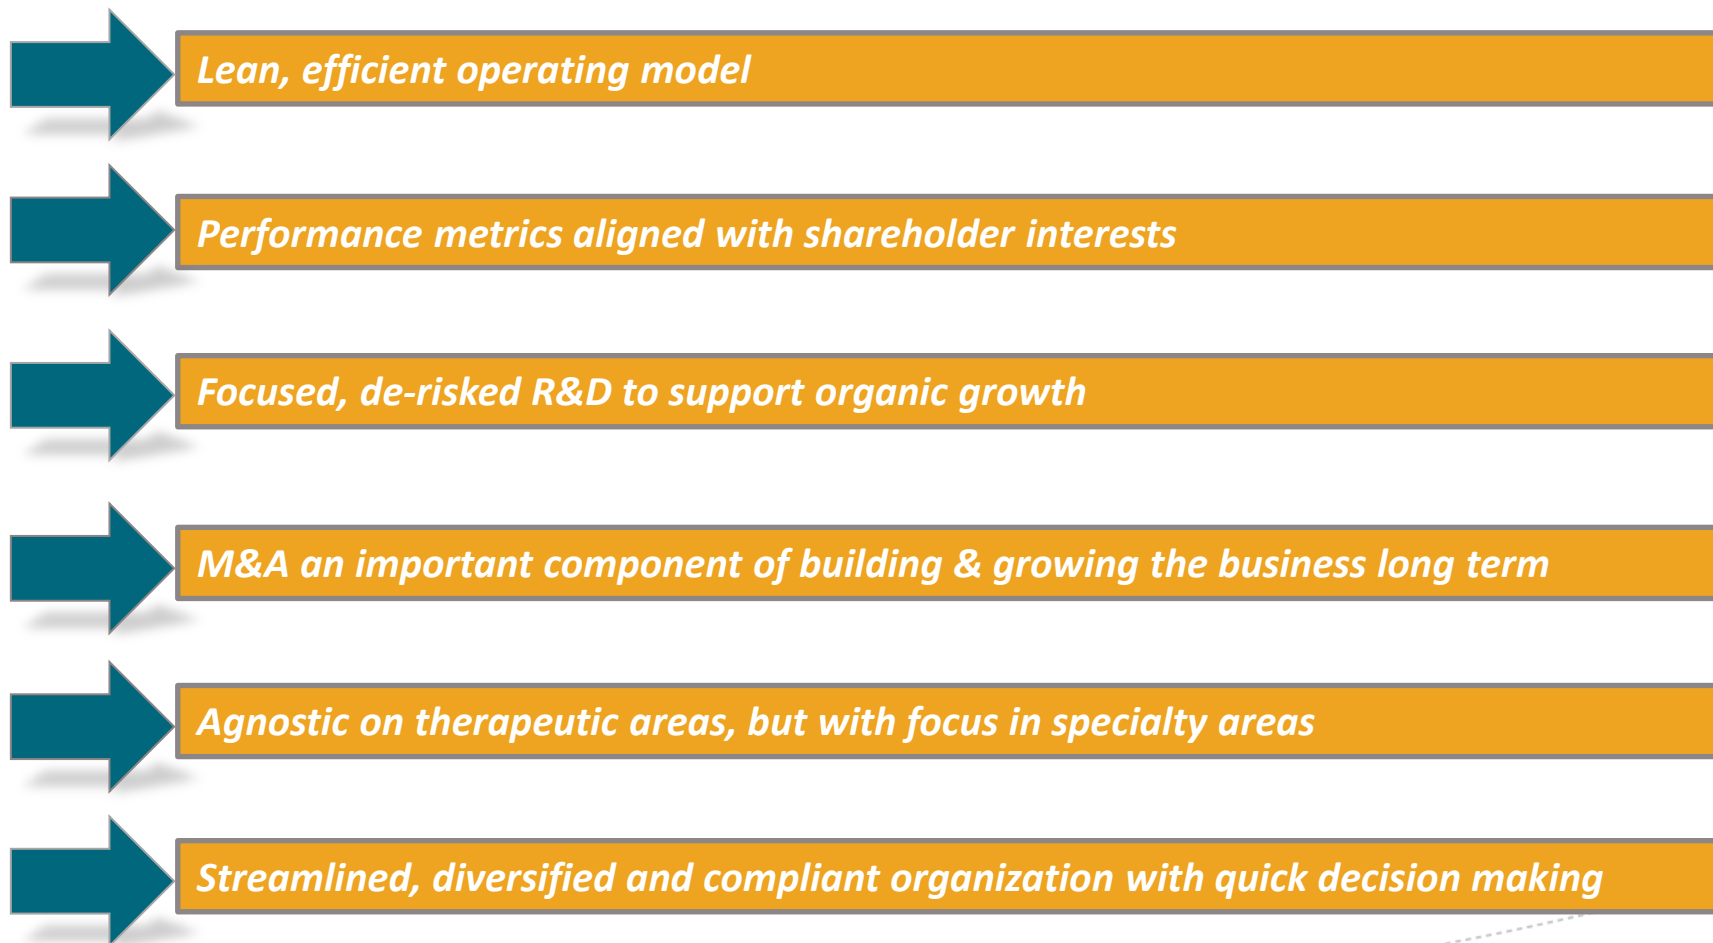 Lean, efficient operating model
Performance metrics aligned with shareholder interests
Focused, de-risked R&D to support organic growth
M&A an important component of building & growing the business long term
Agnostic on therapeutic areas, but with focus in specialty areas
Streamlined, diversified and compliant organization with quick decision making